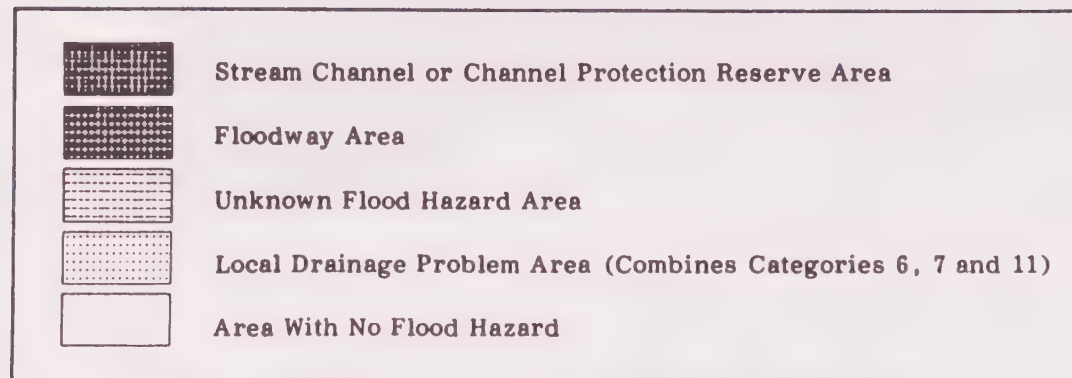 Stream Channel or Channel Protection Reserve Area
Floodway Area
Unknown Flood Hazard Area
Local Drainage Problem Area (Combines Categories 6, 7 and 11)
Area With No Flood Hazard